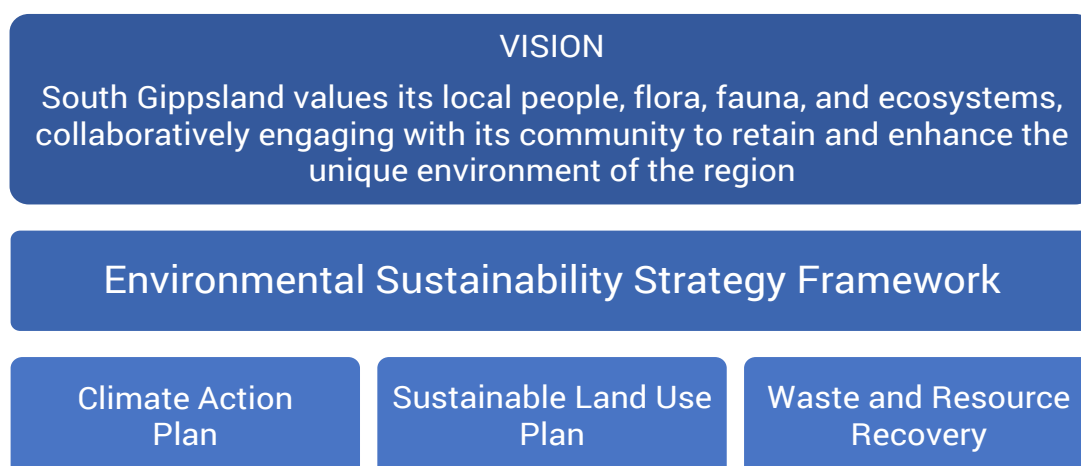 VISION
South Gippsland values its local people, flora, fauna, and ecosystems,
collaboratively engaging with its community to retain and enhance the
unique environment of the region
Environmental Sustainability Strategy Framework
Climate Action
Plan
Sustainable Land Use
Plan
Waste and Resource
Recovery